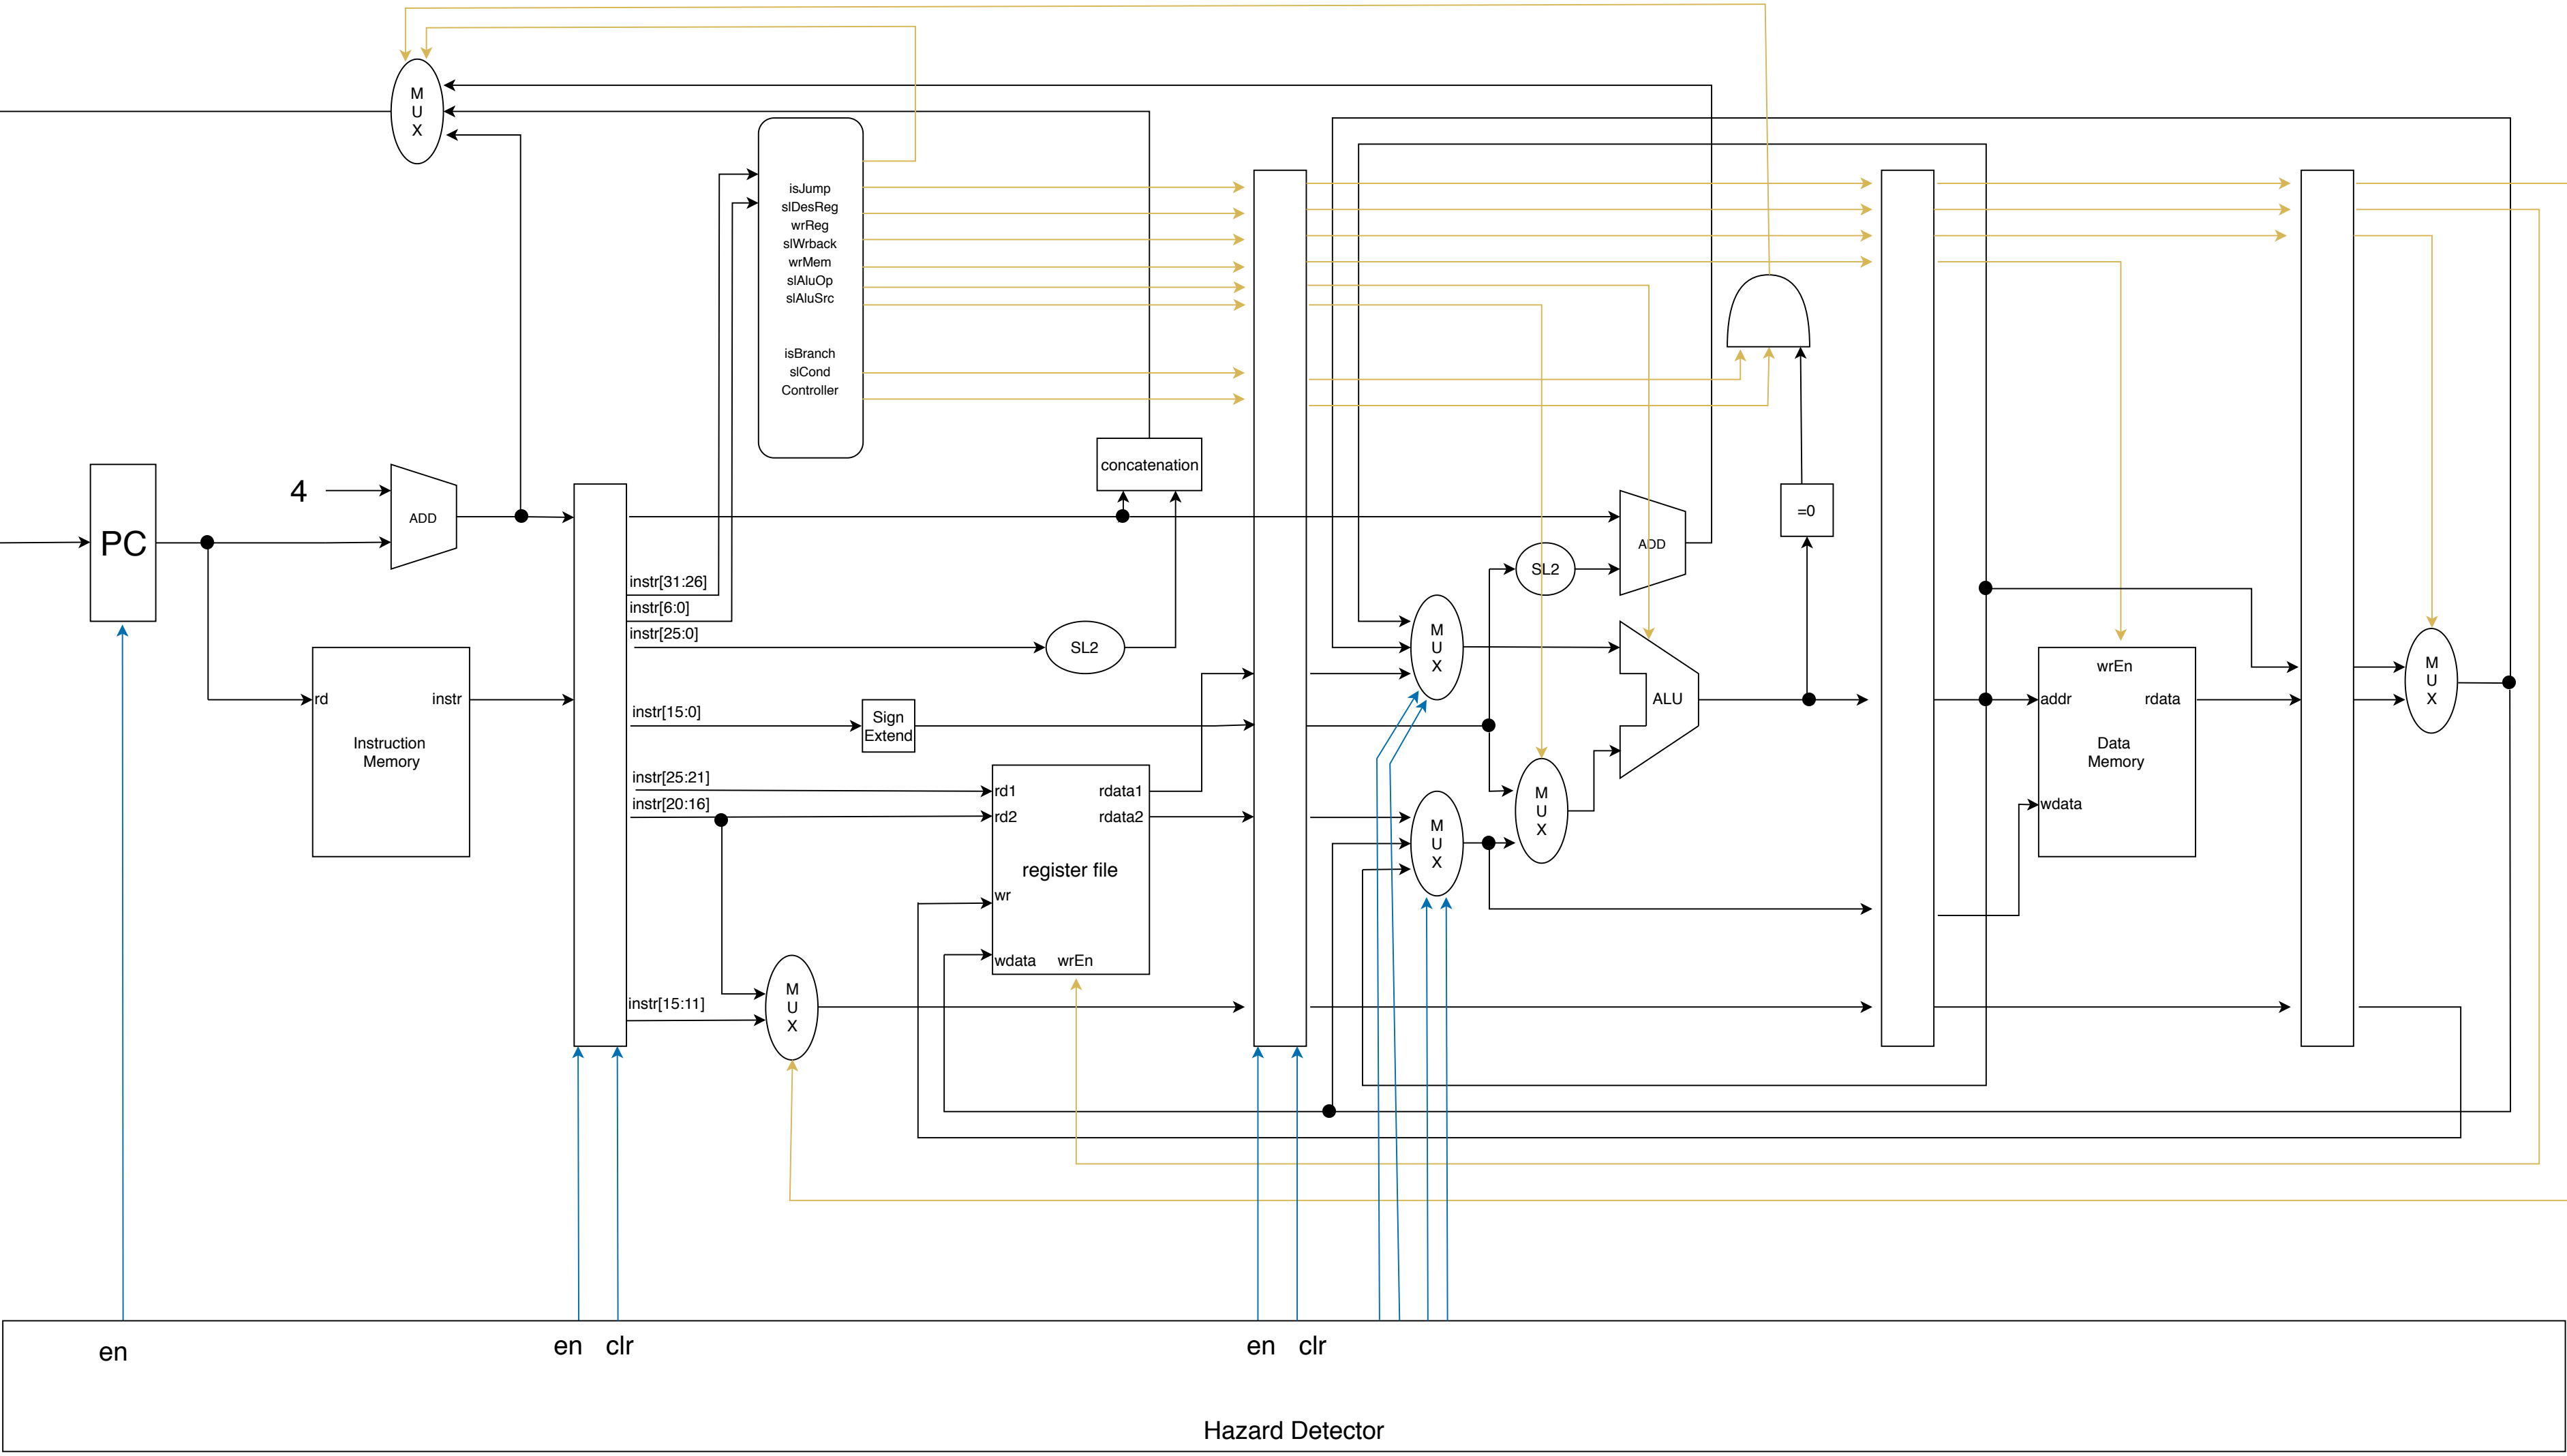 M
U
X
isJump
slDesReg
wrReg
slWrback
wrMem
slAluOp
slAluSrc
isBranch
slCond
Controller
concatenation
4
ADD
PC
=0
ADD
SL2
instr[31:26]
instr[6:0]
instr[25:0]
SL2
M
U
X
M
U
X
rd
instr
Instruction
Memory
instr[15:0]
Sign
Extend
ALU
wrEn
addr
rdata
Data
Memory
wdata
instr[25:21]
instr[20:16]
rd1
rdata1
rd2
rdata2
register file
wr
wdata
wrEn
M
U
X
M
U
X
instr[15:11]
M
U
X
en
en
clr
en
clr
Hazard Detector